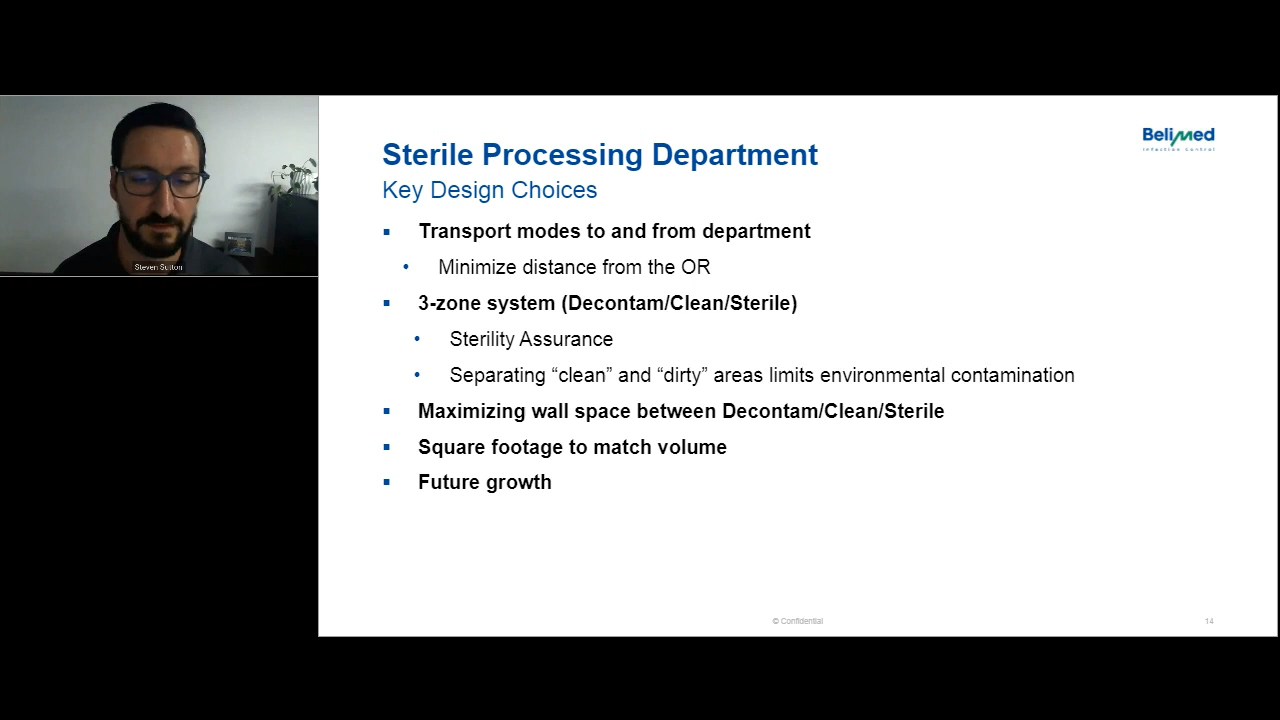 Steven Sutton
Belimed
Infection Control
Sterile Processing Department
Key Design Choices
▪ Transport modes to and from department
• Minimize distance from the OR
▪ 3-zone system (Decontam/Clean/Sterile)
• Sterility Assurance
• Separating “clean” and “dirty” areas limits environmental contamination
▪ Maximizing wall space between Decontam/Clean/Sterile
▪ Square footage to match volume
▪ Future growth
© Confidential
14